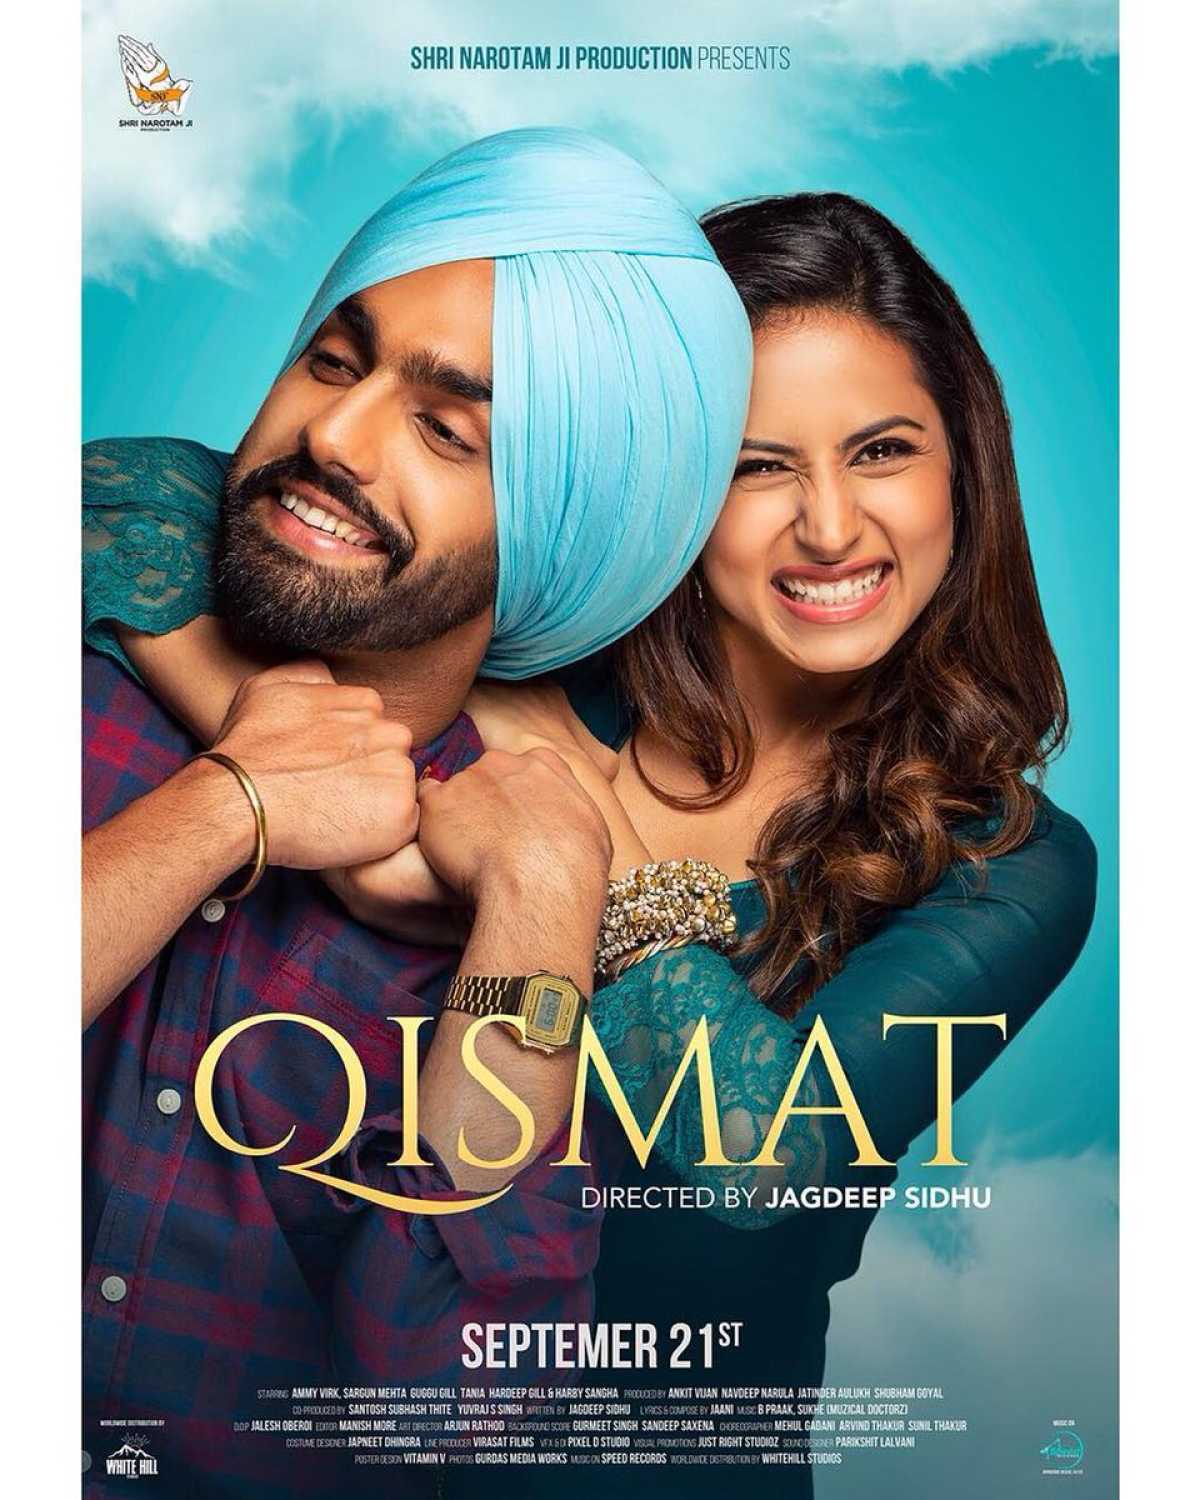 SHRI NAROTAM JI PRODUCTION PRESENTS
SNJ
SHRI NAROTAM JI
PRODUCTION
QISMAT
DIRECTED BY JAGDEEP SIDHU
SEPTEMER 21ST
STARRING AMMY VIRK, SARGUN MEHTA GUGGU GILL TANIA HARDEEP GILL & HARBY SANGHA PRODUCED BY ANKIT VIJAN NAVDEEP NARULA JATINDER AULUKH SHUBHAM GOYAL
CO-PRODUCED BY SANTOSH SUBHASH THITE YUVRAJ S SINGH WRITTEN BY JAGDEEP SIDHU LYRICS & COMPOSE BY JAANI MUSIC B PRAAK, SUKHE (MUZICAL DOCTORZ)
D.O.P JALESH OBEROI EDITOR MANISH MORE ART DIRECTOR ARJUN RATHOD BACKGROUND SCORE GURMEET SINGH SANDEEP SAXENA CHOREOGRAPHER MEHUL GADANI ARVIND THAKUR SUNIL THAKUR
COSTUME DESIGNER JAPNEET DHINGRA LINE PRODUCER VIRASAT FILMS VFX & DI PIXEL D STUDIO VISUAL PROMOTIONS JUST RIGHT STUDIOZ SOUND DESIGNER PARIKSHIT LALVANI
POSTER DESIGN VITAMIN V PHOTOS GURDAS MEDIA WORKS MUSIC ON SPEED RECORDS WORLDWIDE DISTRIBUTION BY WHITEHILL STUDIOS
WORLDWIDE DISTRIBUTION BY
WHITE HILL
STUDIOS
MUSIC ON